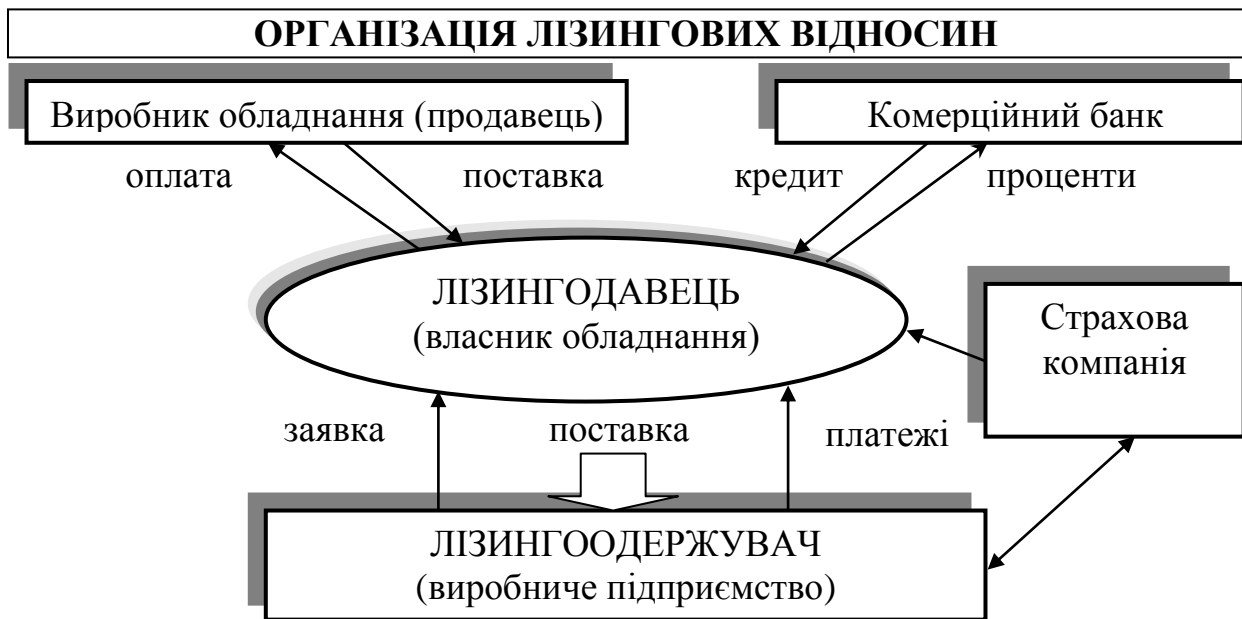 ОРГАНІЗАЦІЯ ЛІЗИНГОВИХ ВІДНОСИН
Виробник обладнання (продавець)
Комерційний банк
оплата
поставка
кредит
проценти
ЛІЗИНГОДАВЕЦЬ
(власник обладнання)
Страхова
компанія
заявка
поставка
платежі
ЛІЗИНГООДЕРЖУВАЧ
(виробниче підприємство)